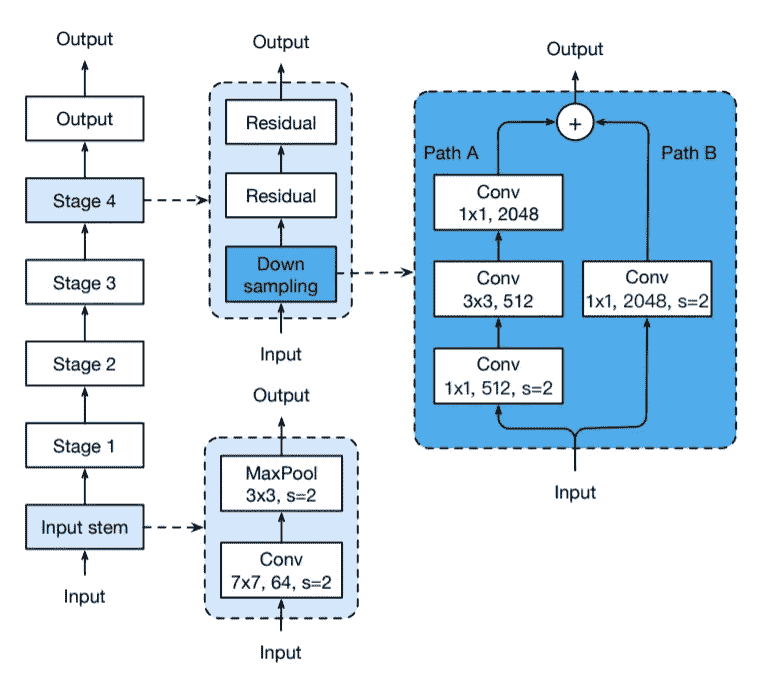 Output
Output
Stage 4
Stage 3
Stage 2
Stage 1
Input stem
Input
Output
Residual
Residual
Down
sampling
Input
Output
MaxPool
3x3, s=2
Conv
7x7, 64, s=2
Input
Output
+
Path A
Path B
Conv
1x1, 2048
Conv
3x3, 512
Conv
1x1, 512, s=2
Conv
1x1, 2048, s=2
Input